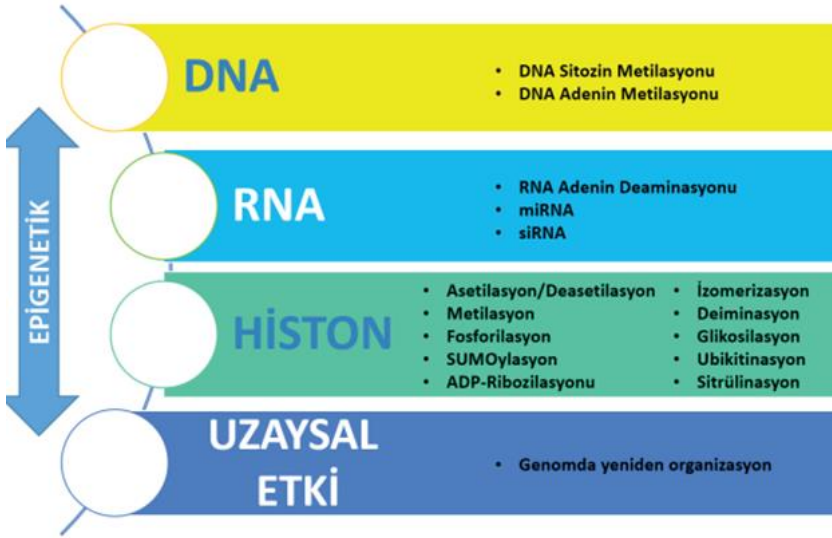 EPİGENETİK
DNA
• DNA Sitozin Metilasyonu
• DNA Adenin Metilasyonu
RNA
• RNA Adenin Deaminasyonu
• miRNA
• siRNA
HİSTON
• Asetilasyon/Deasetilasyon
• Metilasyon
• Fosforilasyon
• SUMOylasyon
• ADP-Ribozilasyonu
• İzomerizasyon
• Deiminasyon
• Glikosilasyon
• Ubikitinasyon
• Sitrülinasyon
UZAYSAL
ETKİ
• Genomda yeniden organizasyon